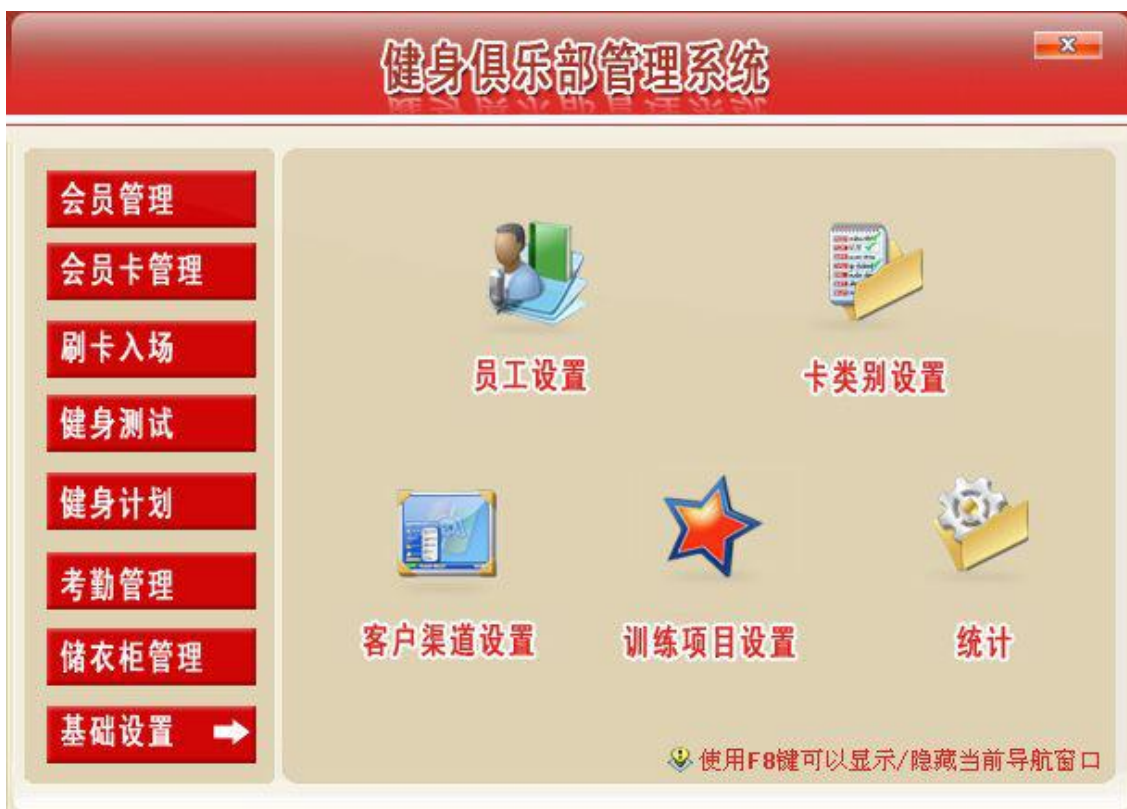 健身俱乐部管理系统
会员管理
会员卡管理
刷卡入场
健身测试
健身计划
考勤管理
储衣柜管理
基础设置
员工设置
卡类别设置
客户渠道设置
训练项目设置
统计
使用F8键可以显示/隐藏当前导航窗口